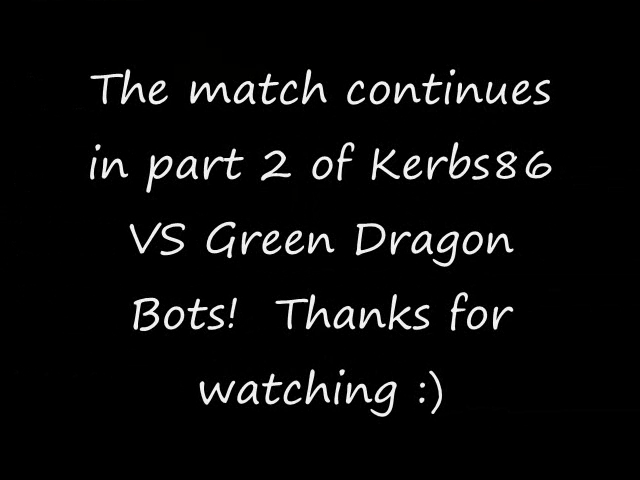 The match continues
in part 2 of Kerbs86
VS Green Dragon
Bots!  Thanks for
watching :)